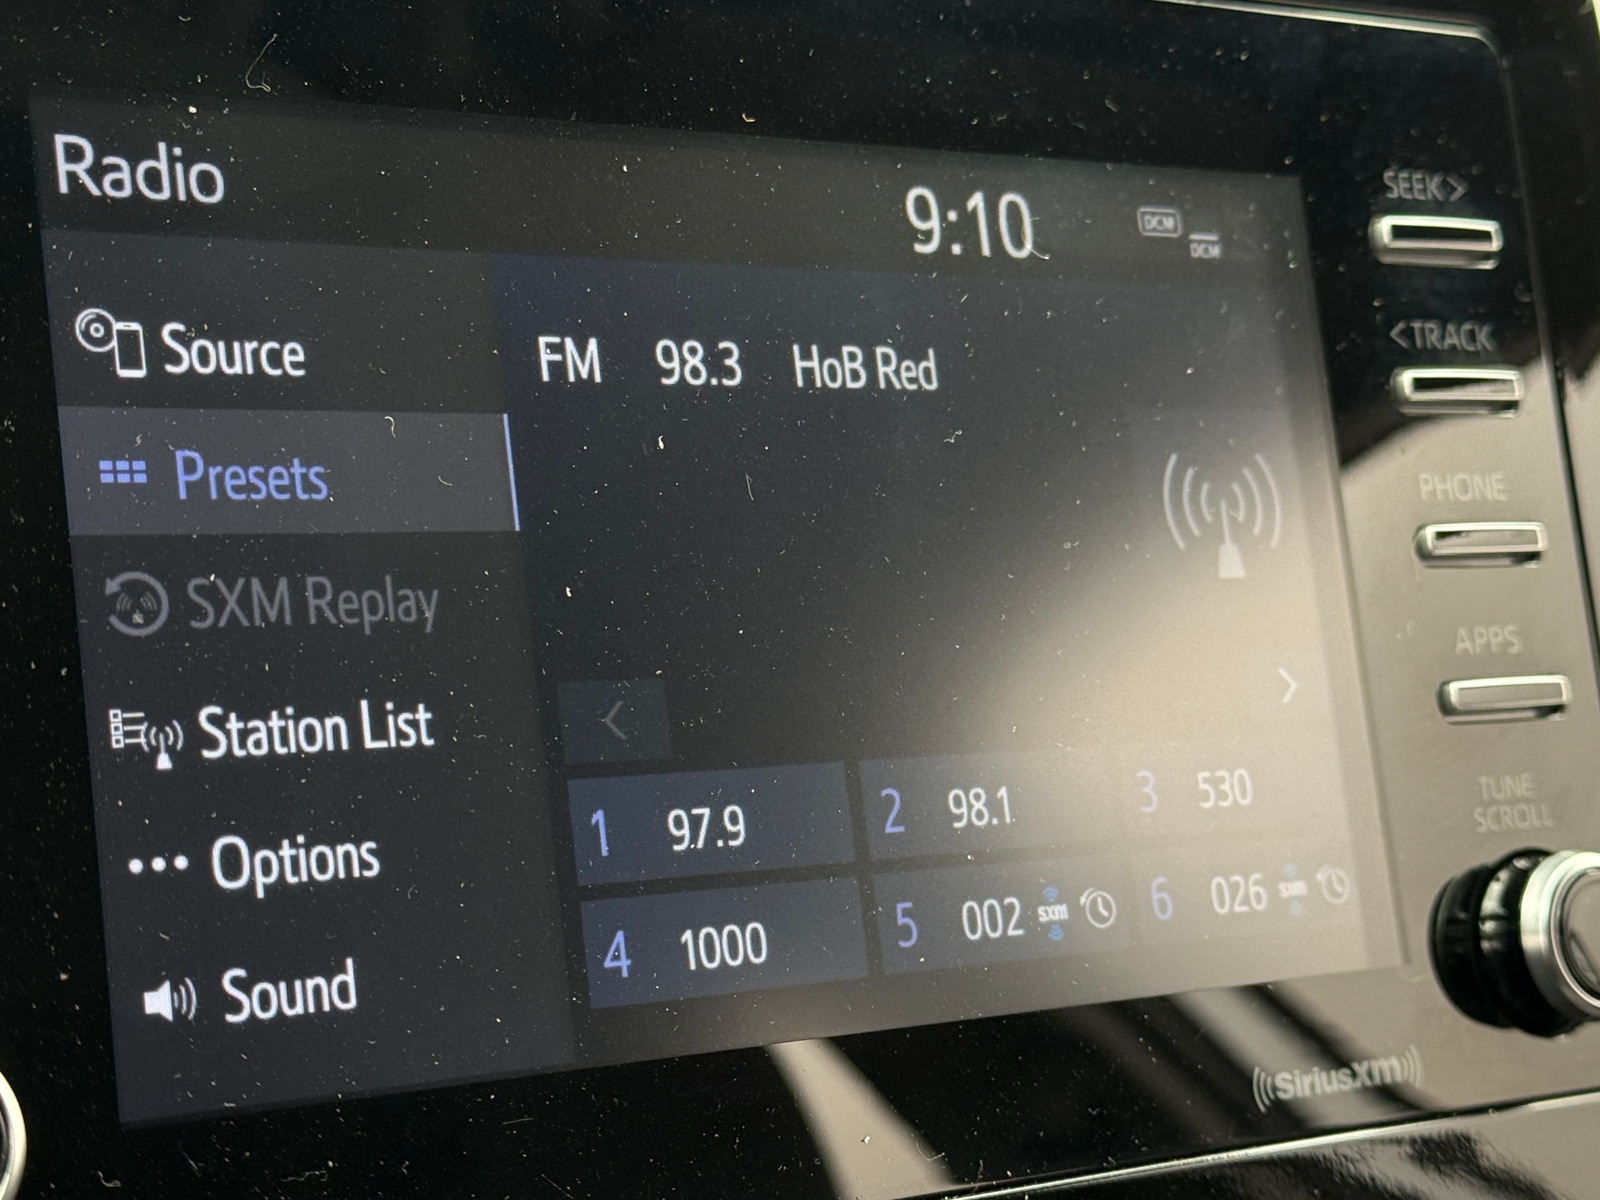 Radio
9:10
DCM
DCM
Source
Presets
SXM Replay
Station List
Options
Sound
FM 98.3 HoB Red
<
>
1 97.9
2 98.1
3 530
4 1000
5 002 sxm
6 026 sxm
SEEK>
<TRACK
PHONE
APPS
TUNE
SCROLL
SiriusXm